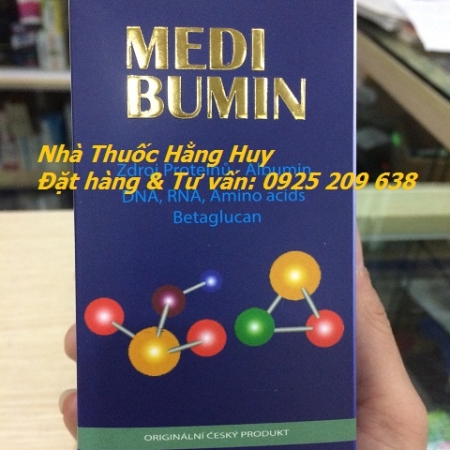 MEDI
BUMIN
Nhà Thuốc Hằng Huy
Zdroj Proteinů, Albumin
Đặt hàng & Tư vấn: 0925 209 638
DNA, RNA, Amino acids
Betaglucan
ORIGINÁLNÍ ČESKÝ PRODUKT